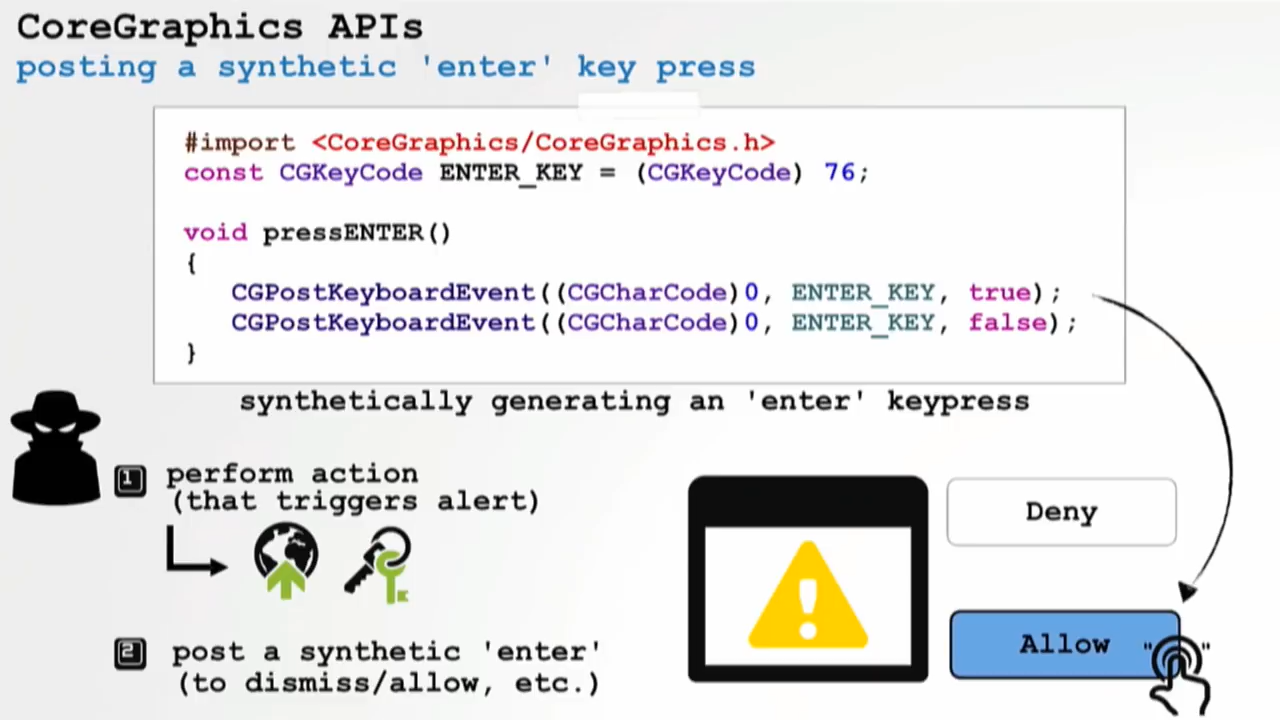 CoreGraphics APIs
posting a synthetic 'enter' key press
#import <CoreGraphics/CoreGraphics.h>
const CGKeyCode ENTER_KEY = (CGKeyCode) 76;
void pressENTER()
{
CGPostKeyboardEvent((CGCharCode)0, ENTER_KEY, true);
CGPostKeyboardEvent((CGCharCode)0, ENTER_KEY, false);
}
synthetically generating an 'enter' keypress
1 perform action
(that triggers alert)
2 post a synthetic 'enter'
(to dismiss/allow, etc.)
Deny
Allow " "